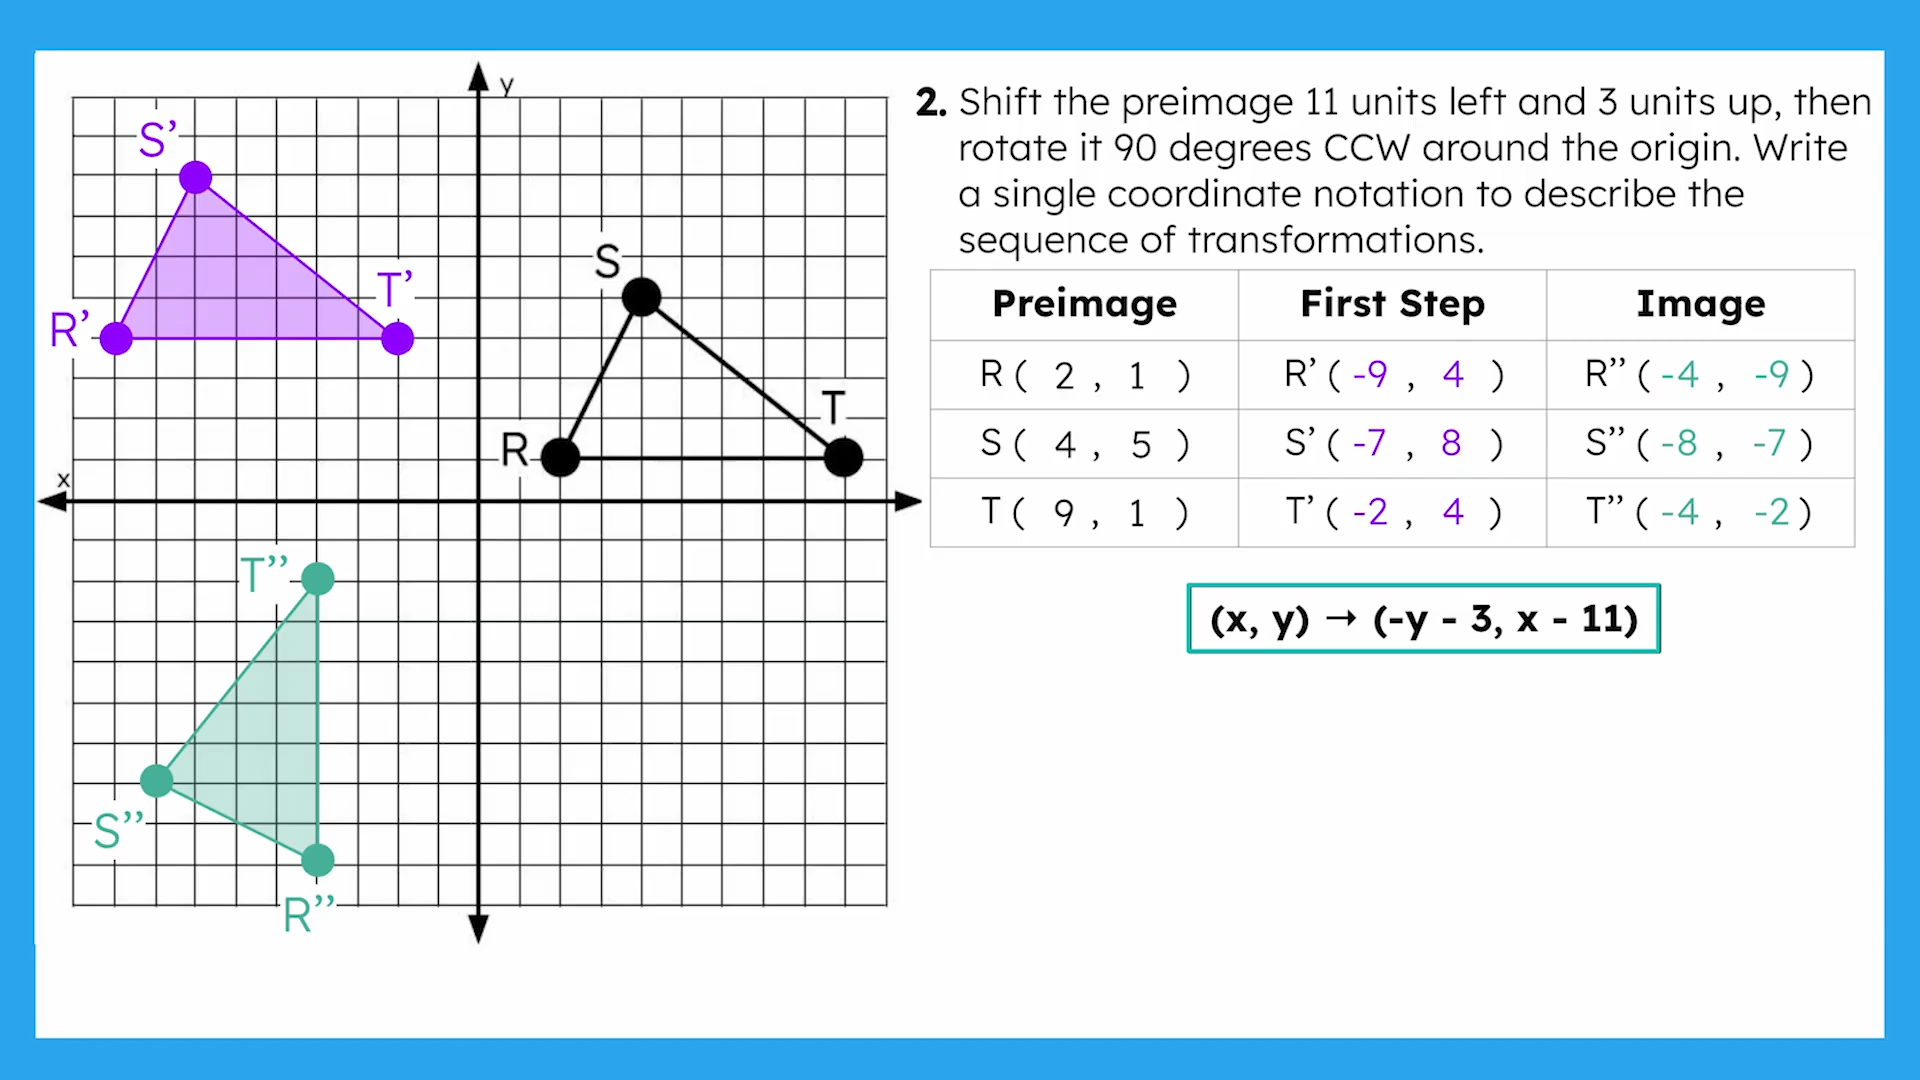 y
x
S’
R’
T’
S
R
T
T’’
S’’
R’’
2. Shift the preimage 11 units left and 3 units up, then
rotate it 90 degrees CCW around the origin. Write
a single coordinate notation to describe the
sequence of transformations.
Preimage First Step Image
R ( 2 , 1 ) R’ ( -9 , 4 ) R’’ ( -4 , -9 )
S ( 4 , 5 ) S’ ( -7 , 8 ) S’’ ( -8 , -7 )
T ( 9 , 1 ) T’ ( -2 , 4 ) T’’ ( -4 , -2 )
(x, y) → (-y - 3, x - 11)